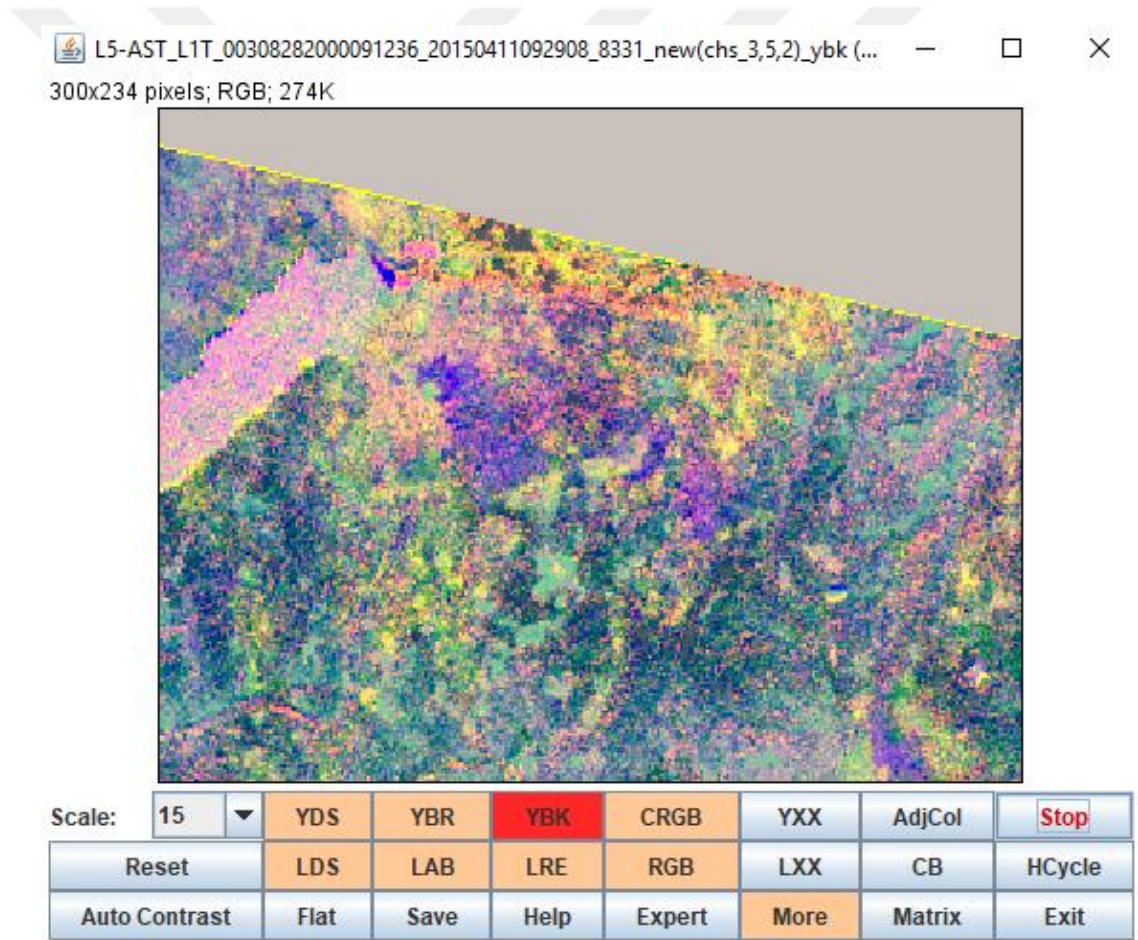 L5-AST_L1T_00308282000091236_20150411092908_8331_new(chs_3,5,2)_ybk (...
300x234 pixels; RGB; 274K
Scale: 15 YDS YBR YBK CRGB YXX AdjCol Stop
Reset LDS LAB LRE RGB LXX CB HCycle
Auto Contrast Flat Save Help Expert More Matrix Exit